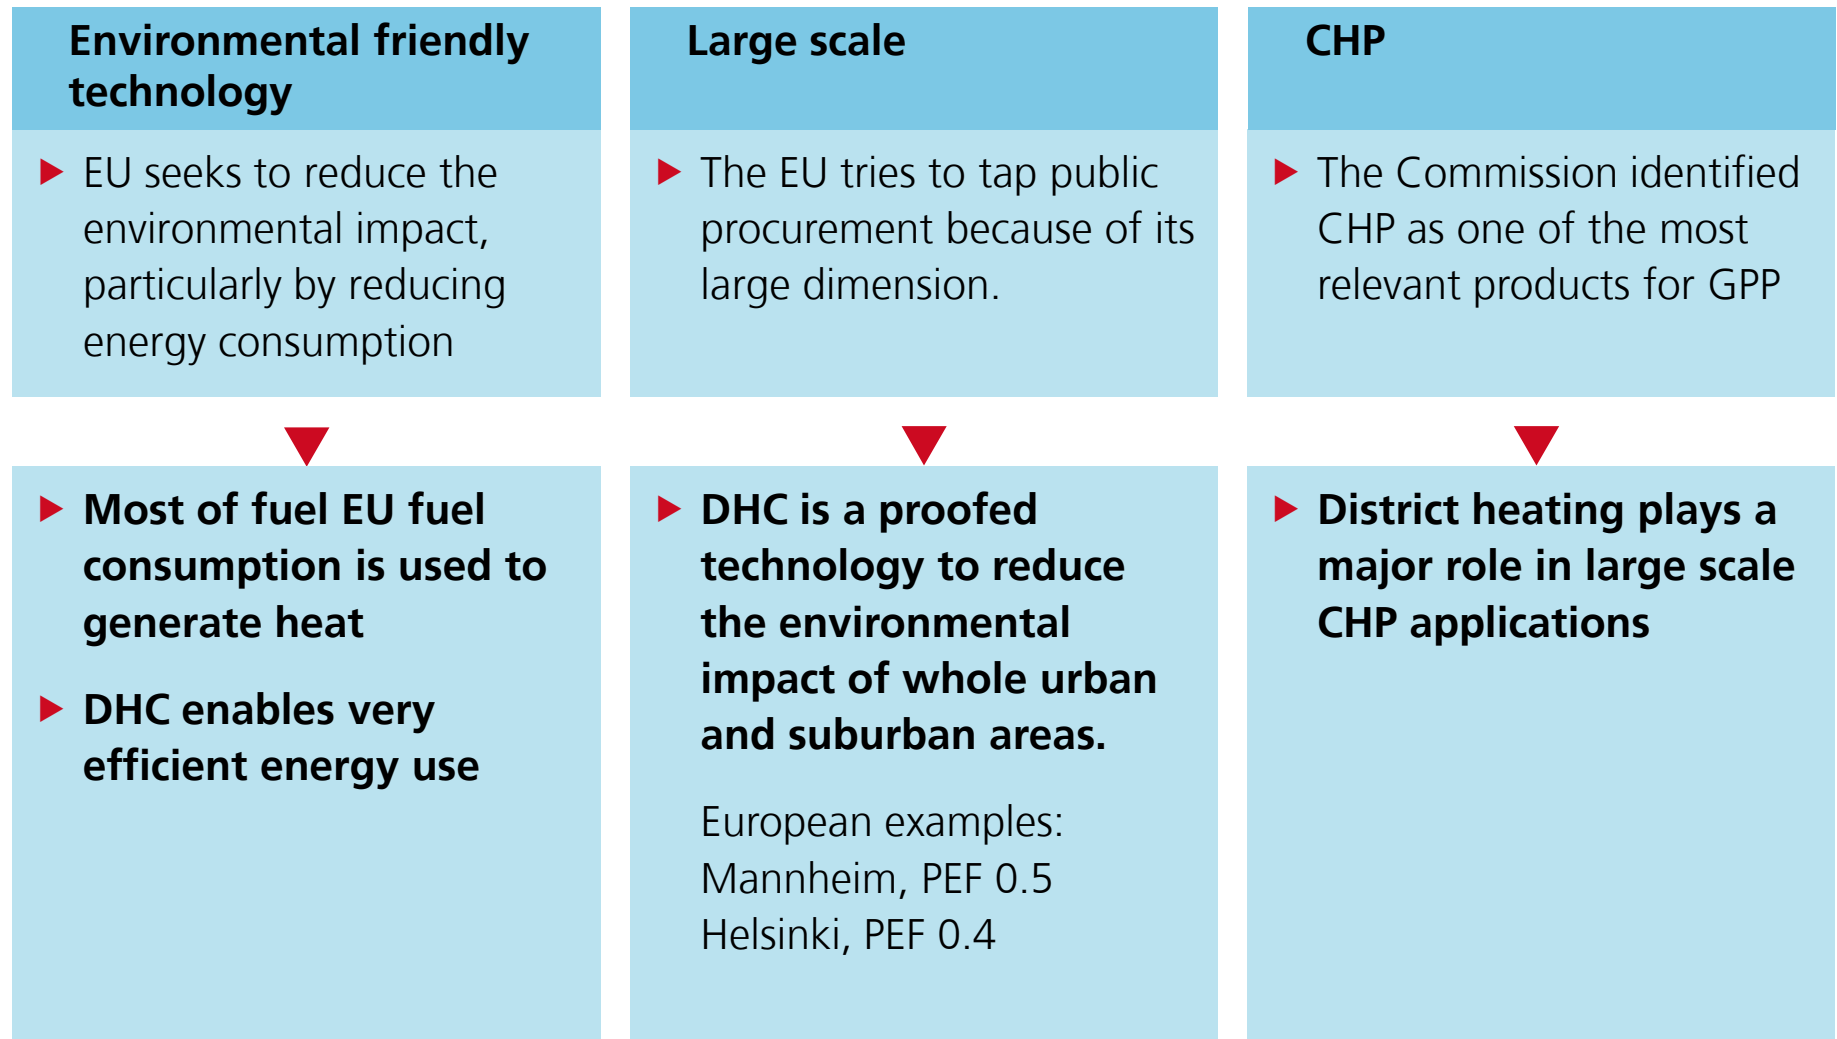 Environmental friendly
technology
EU seeks to reduce the
environmental impact,
particularly by reducing
energy consumption
Most of fuel EU fuel
consumption is used to
generate heat
DHC enables very
efficient energy use
Large scale
The EU tries to tap public
procurement because of its
large dimension.
DHC is a proofed
technology to reduce
the environmental
impact of whole urban
and suburban areas.
European examples:
Mannheim, PEF 0.5
Helsinki, PEF 0.4
CHP
The Commission identified
CHP as one of the most
relevant products for GPP
District heating plays a
major role in large scale
CHP applications